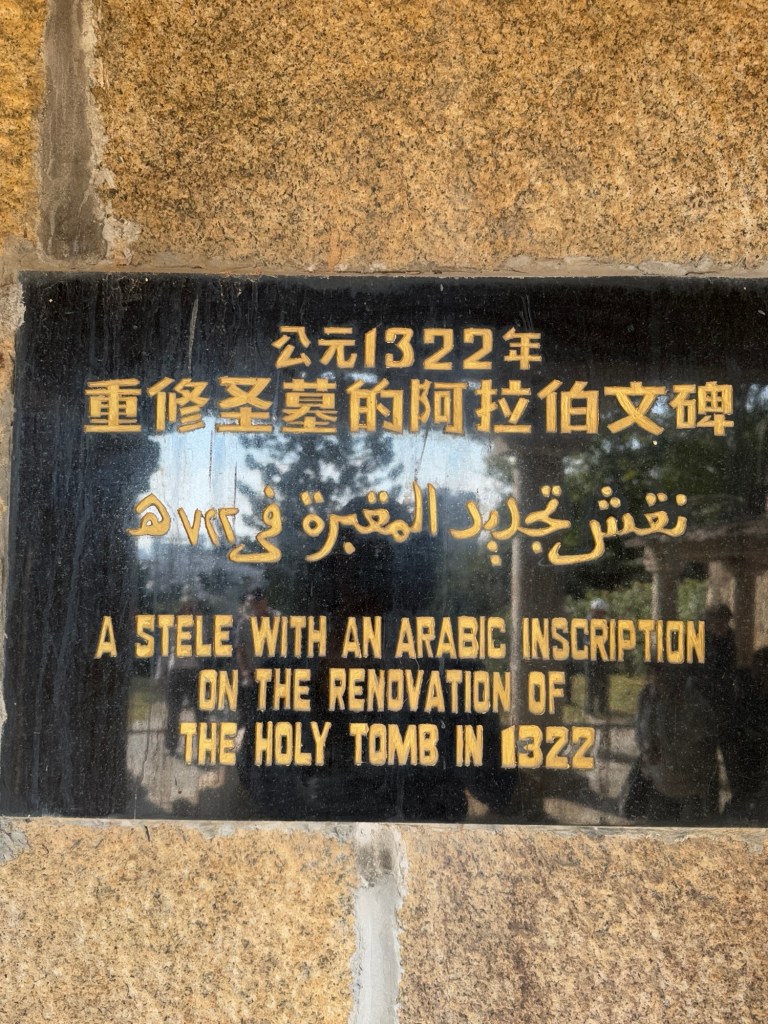 公元1322年
重修圣墓的阿拉伯文碑
نقش تجديد المقبرة في ٧٢٢ھ
A STELE WITH AN ARABIC INSCRIPTION
ON THE RENOVATION OF
THE HOLY TOMB IN 1322